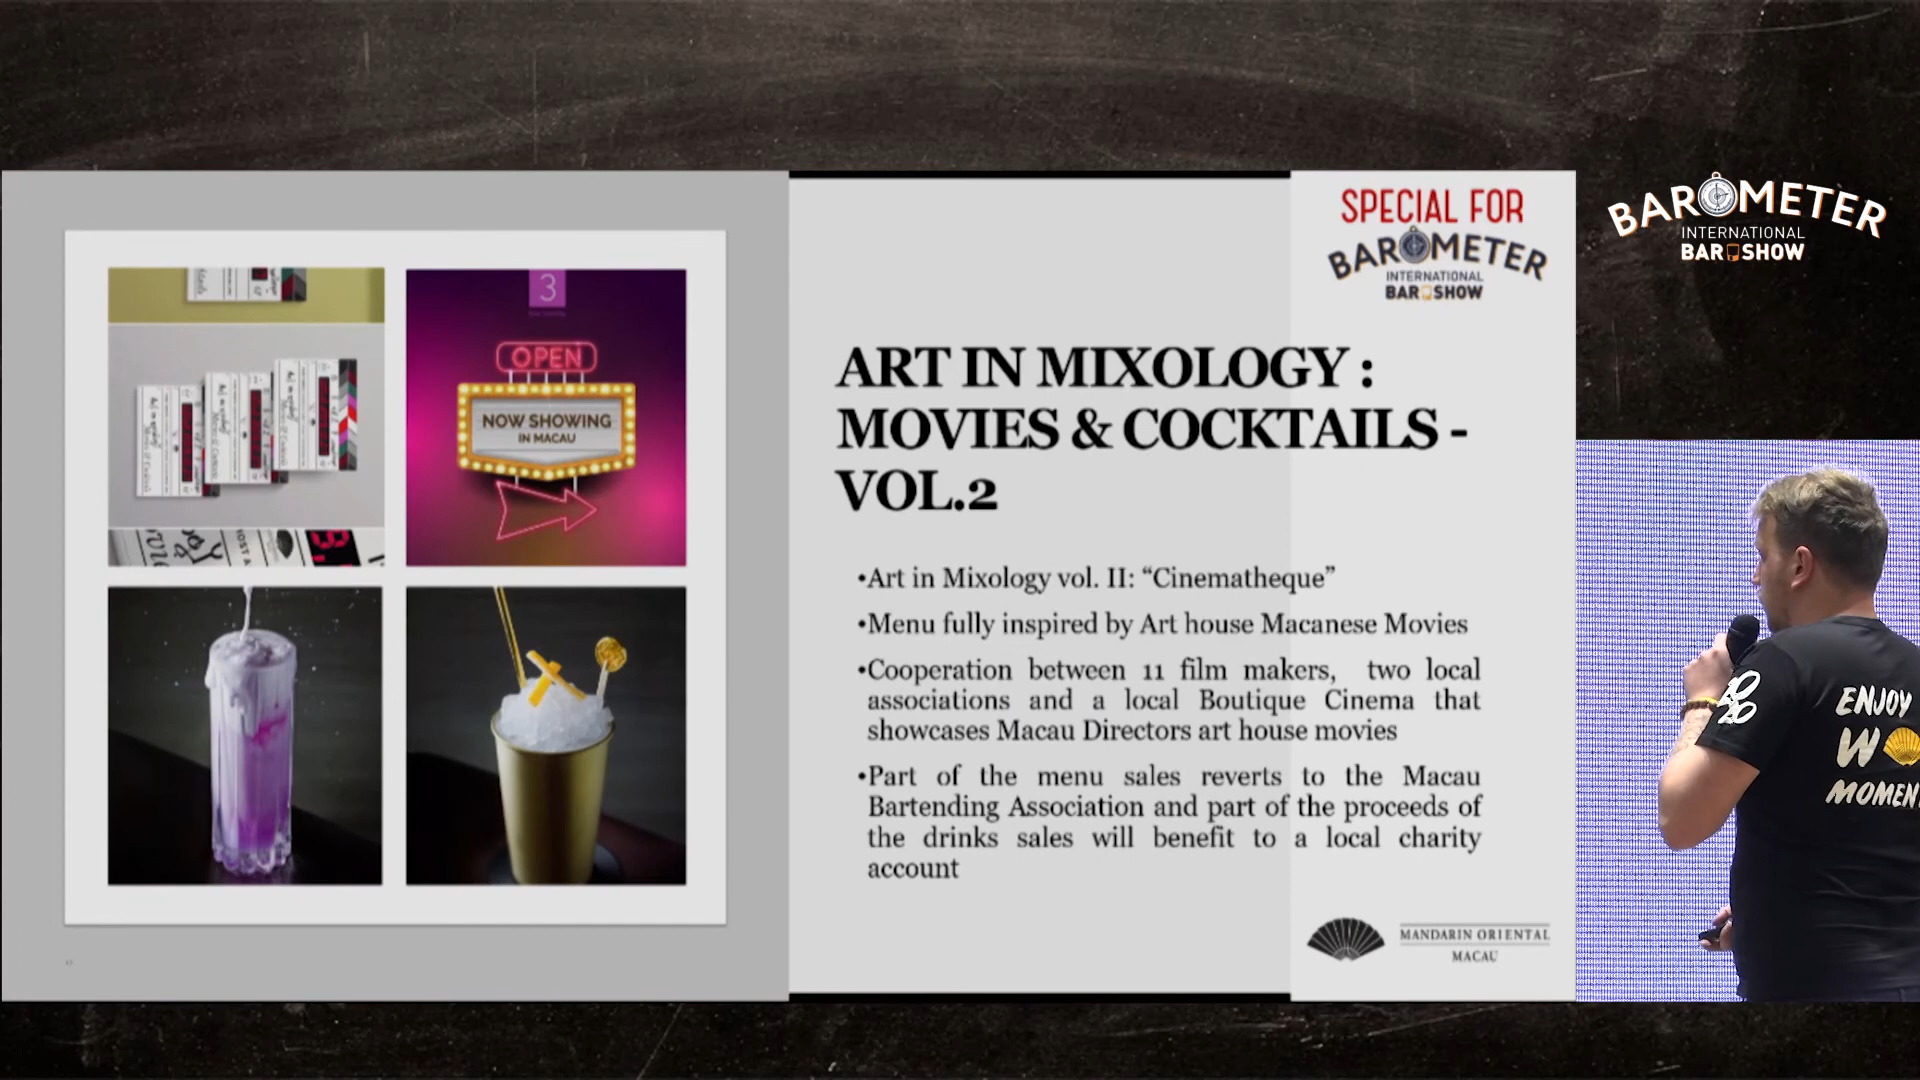 SPECIAL FOR
BAROMETER
INTERNATIONAL
BAR SHOW
BAROMETER
INTERNATIONAL
BAR SHOW
3
OPEN
NOW SHOWING
IN MACAU
ART IN MIXOLOGY :
MOVIES & COCKTAILS -
VOL.2
•Art in Mixology vol. II: “Cinematheque”
•Menu fully inspired by Art house Macanese Movies
•Cooperation between 11 film makers, two local
associations and a local Boutique Cinema that
showcases Macau Directors art house movies
•Part of the menu sales reverts to the Macau
Bartending Association and part of the proceeds of
the drinks sales will benefit to a local charity
account
MANDARIN ORIENTAL
MACAU
ENJOY
W
MOMEN